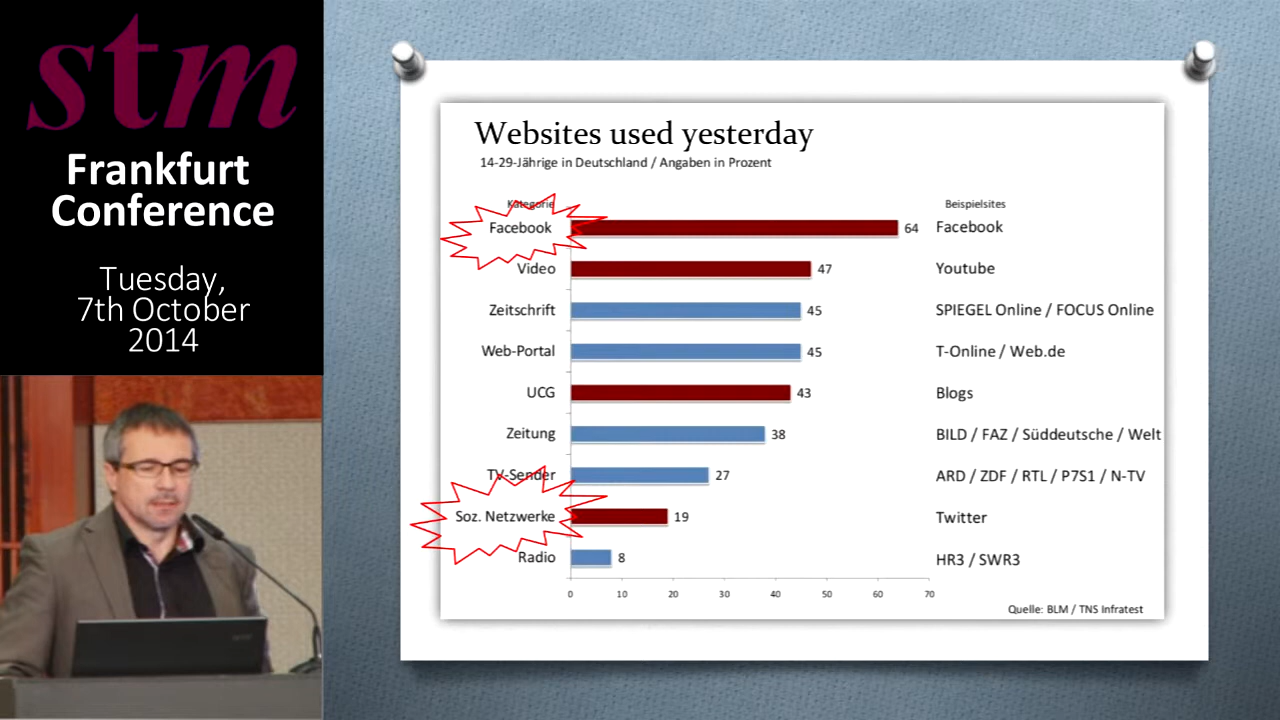 stm
Frankfurt
Conference
Tuesday,
7th October
2014
Websites used yesterday
14-29-Jährige in Deutschland / Angaben in Prozent
Kategorie
Beispielsites
Facebook 64 Facebook
Video 47 Youtube
Zeitschrift 45 SPIEGEL Online / FOCUS Online
Web-Portal 45 T-Online / Web.de
UCG 43 Blogs
Zeitung 38 BILD / FAZ / Süddeutsche / Welt
TV-Sender 27 ARD / ZDF / RTL / P7S1 / N-TV
Soz. Netzwerke 19 Twitter
Radio 8 HR3 / SWR3
0 10 20 30 40 50 60 70
Quelle: BLM / TNS Infratest